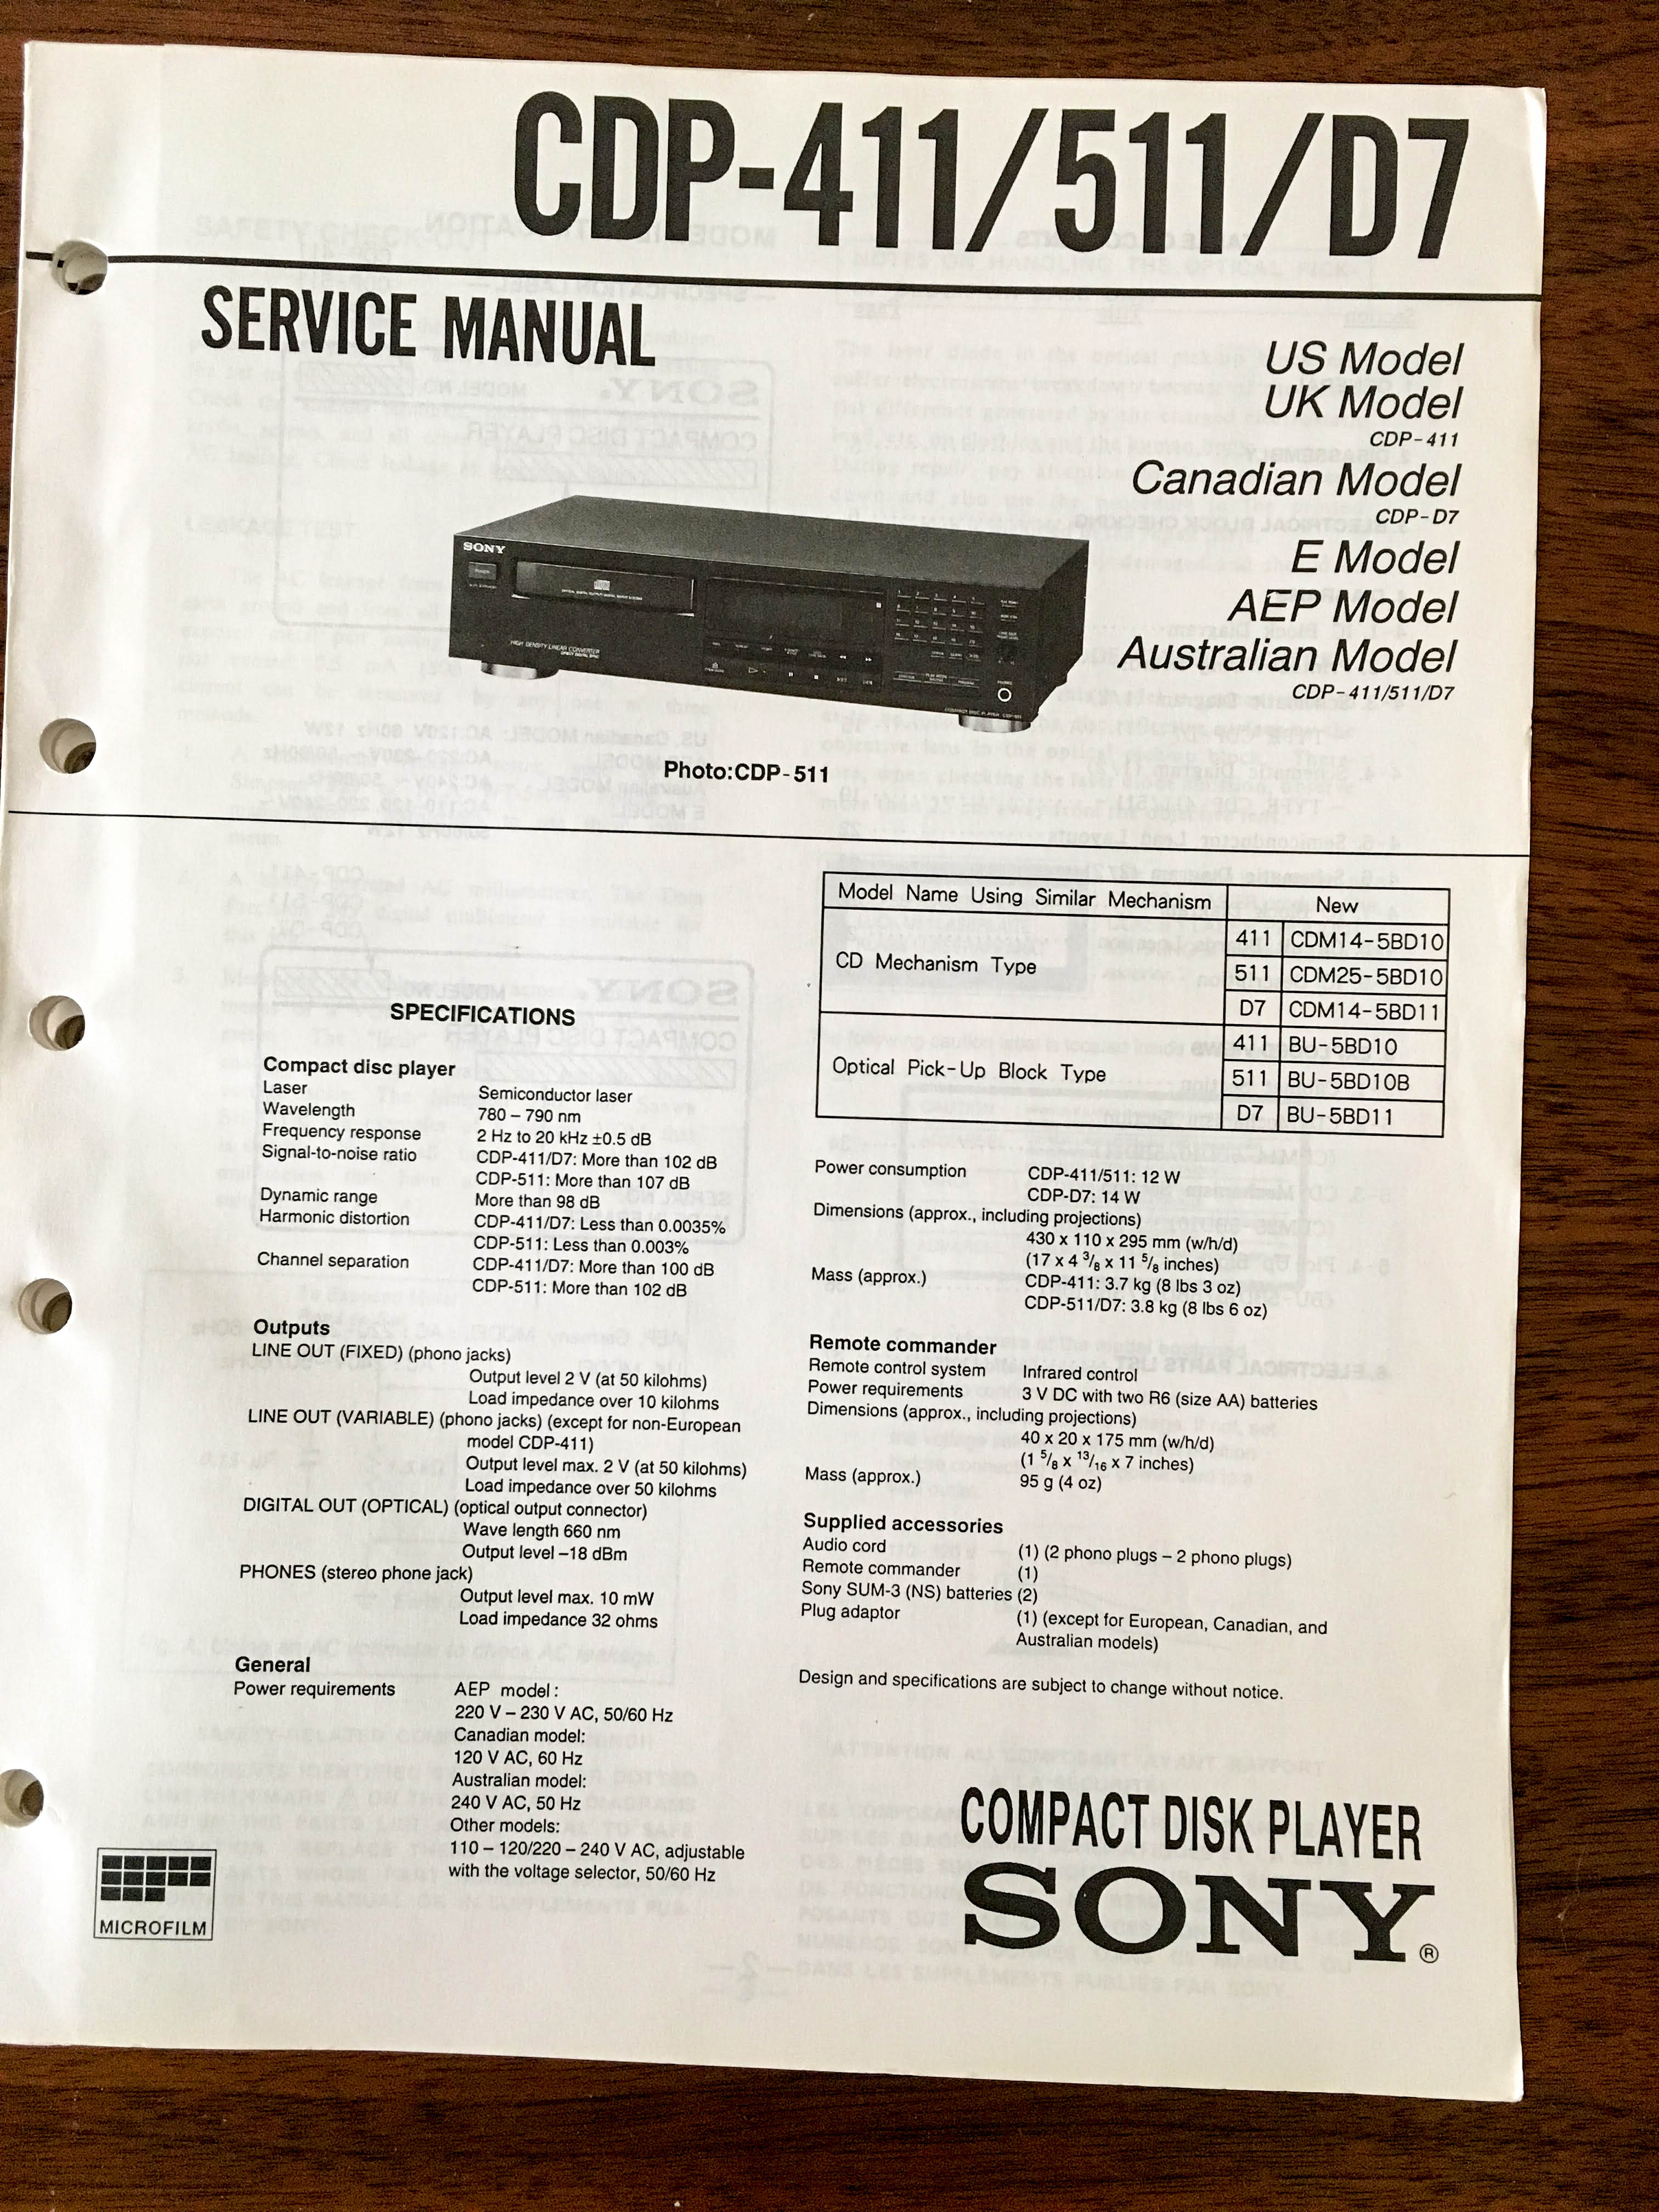 CDP-411/511/D7
SERVICE MANUAL
US Model
UK Model
CDP-411
Canadian Model
CDP-D7
E Model
AEP Model
Australian Model
CDP-411/511/D7
SONY
HIGH DENSITY LINEAR CONVERTER
Photo:CDP-511
Model Name Using Similar Mechanism New
CD Mechanism Type
411 CDM14-5BD10
511 CDM25-5BD10
D7 CDM14-5BD11
Optical Pick-Up Block Type
411 BU-5BD10
511 BU-5BD10B
D7 BU-5BD11
SPECIFICATIONS
Compact disc player
Laser Semiconductor laser
Wavelength 780 – 790 nm
Frequency response 2 Hz to 20 kHz ±0.5 dB
Signal-to-noise ratio CDP-411/D7: More than 102 dB
CDP-511: More than 107 dB
Dynamic range More than 98 dB
Harmonic distortion CDP-411/D7: Less than 0.0035%
CDP-511: Less than 0.003%
Channel separation CDP-411/D7: More than 100 dB
CDP-511: More than 102 dB
Outputs
LINE OUT (FIXED) (phono jacks)
Output level 2 V (at 50 kilohms)
Load impedance over 10 kilohms
LINE OUT (VARIABLE) (phono jacks) (except for non-European
model CDP-411)
Output level max. 2 V (at 50 kilohms)
Load impedance over 50 kilohms
DIGITAL OUT (OPTICAL) (optical output connector)
Wave length 660 nm
Output level –18 dBm
PHONES (stereo phone jack)
Output level max. 10 mW
Load impedance 32 ohms
General
Power requirements AEP model:
220 V – 230 V AC, 50/60 Hz
Canadian model:
120 V AC, 60 Hz
Australian model:
240 V AC, 50 Hz
Other models:
110 – 120/220 – 240 V AC, adjustable
with the voltage selector, 50/60 Hz
Power consumption CDP-411/511: 12 W
CDP-D7: 14 W
Dimensions (approx., including projections)
430 x 110 x 295 mm (w/h/d)
(17 x 4 3/8 x 11 5/8 inches)
Mass (approx.) CDP-411: 3.7 kg (8 lbs 3 oz)
CDP-511/D7: 3.8 kg (8 lbs 6 oz)
Remote commander
Remote control system Infrared control
Power requirements 3 V DC with two R6 (size AA) batteries
Dimensions (approx., including projections)
40 x 20 x 175 mm (w/h/d)
(1 5/8 x 13/16 x 7 inches)
Mass (approx.) 95 g (4 oz)
Supplied accessories
Audio cord (1) (2 phono plugs – 2 phono plugs)
Remote commander (1)
Sony SUM-3 (NS) batteries (2)
Plug adaptor (1) (except for European, Canadian, and
Australian models)
Design and specifications are subject to change without notice.
MICROFILM
COMPACT DISK PLAYER
SONY®